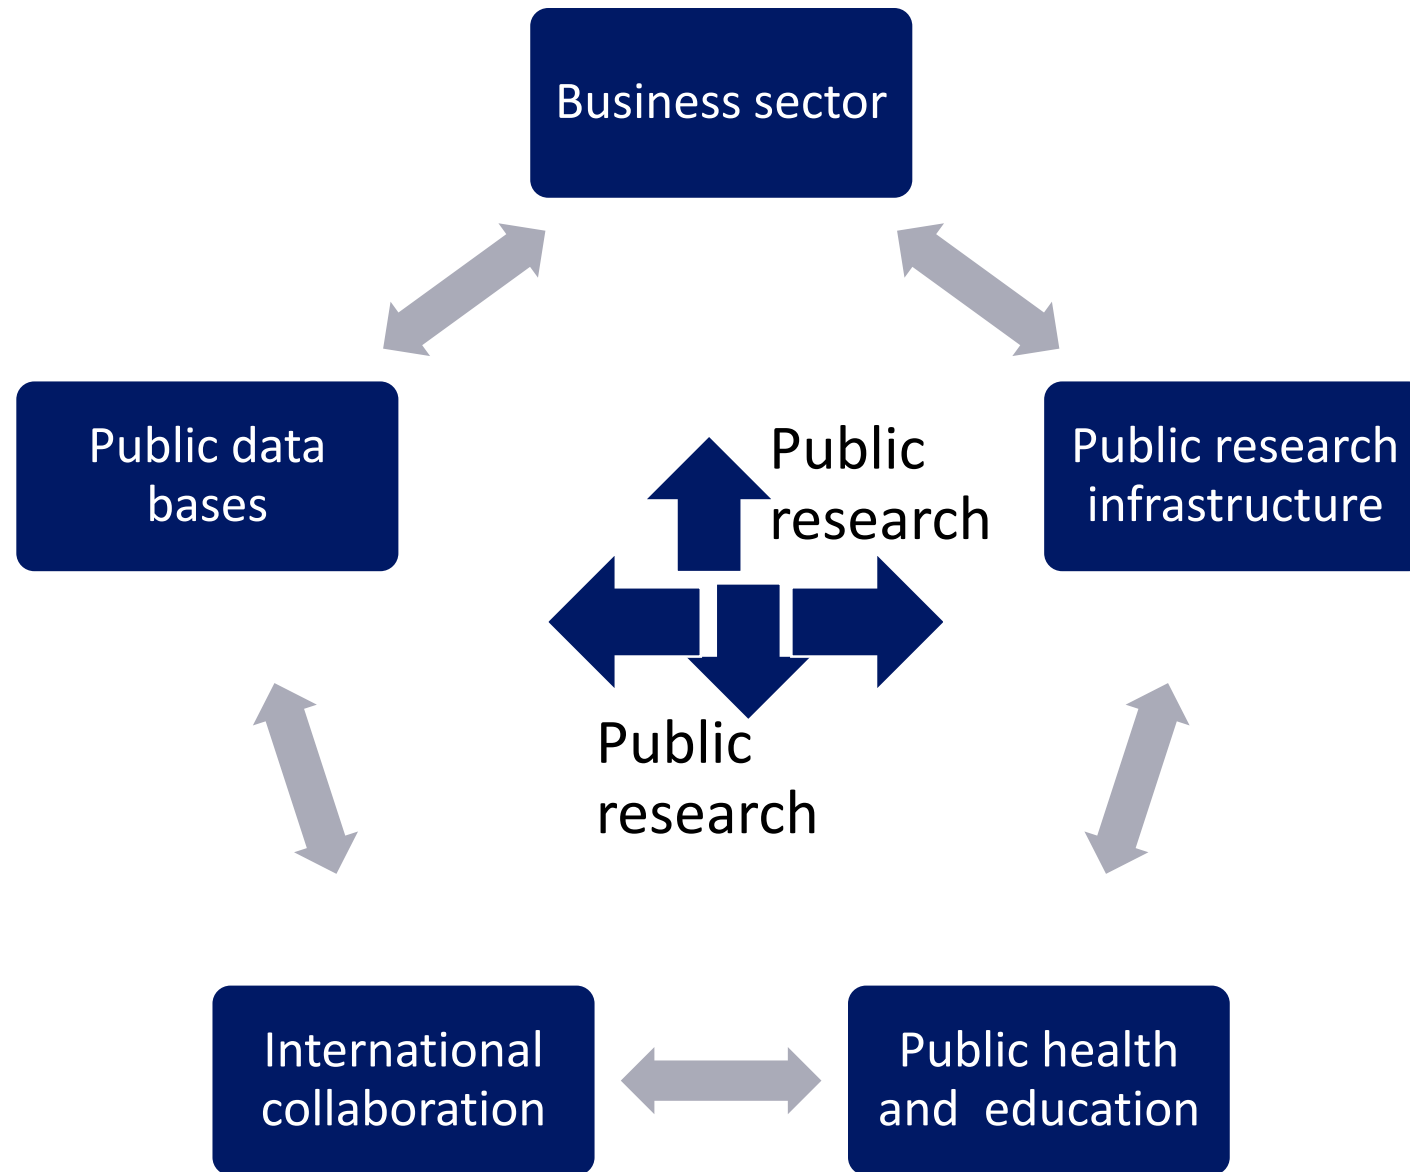 Business sector
Public data
bases
Public
research
Public research
infrastructure
Public
research
International
collaboration
Public health
and  education